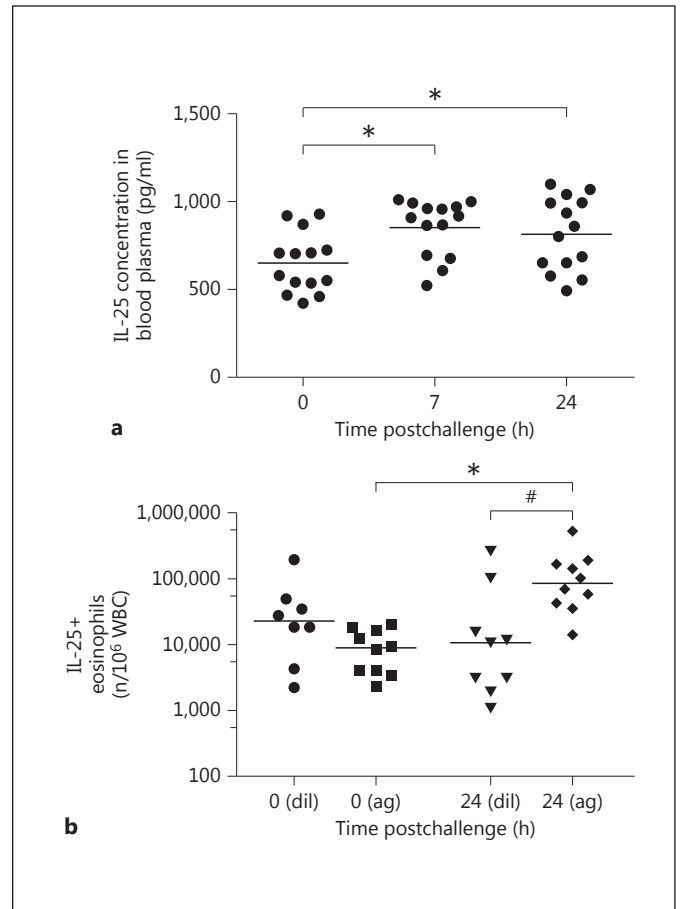 *
*
1,500
1,000
500
0
IL-25 concentration in
blood plasma (pg/ml)
0 7 24
Time postchallenge (h)
a
*
#
1,000,000
100,000
10,000
1,000
100
IL-25+
eosinophils
(n/10⁶ WBC)
0 (dil) 0 (ag) 24 (dil) 24 (ag)
Time postchallenge (h)
b